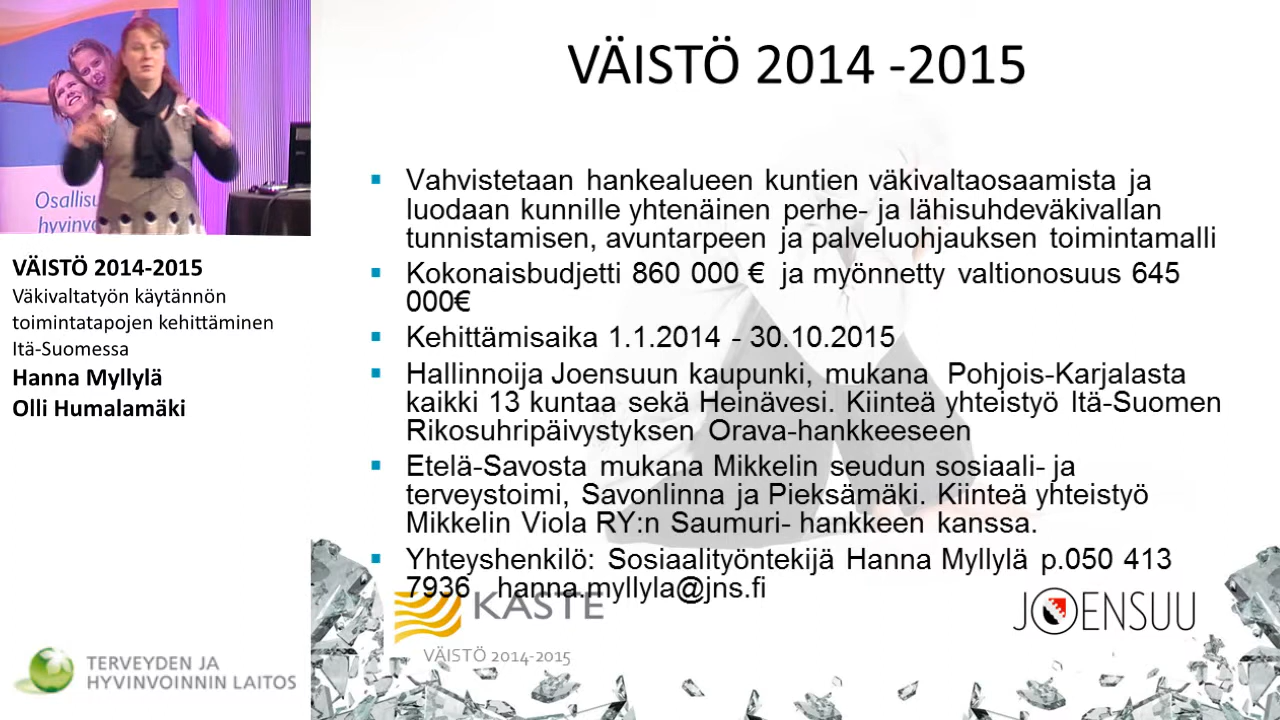 VÄISTÖ 2014 -2015
Vahvistetaan hankealueen kuntien väkivaltaosaamista ja
luodaan kunnille yhtenäinen perhe- ja lähisuhdeväkivallan
tunnistamisen, avuntarpeen ja palveluohjauksen toimintamalli
Kokonaisbudjetti 860 000 € ja myönnetty valtionosuus 645
000€
Kehittämisaika 1.1.2014 - 30.10.2015
Hallinnoija Joensuun kaupunki, mukana Pohjois-Karjalasta
kaikki 13 kuntaa sekä Heinävesi. Kiinteä yhteistyö Itä-Suomen
Rikosuhripäivystyksen Orava-hankkeeseen
Etelä-Savosta mukana Mikkelin seudun sosiaali- ja
terveystoimi, Savonlinna ja Pieksämäki. Kiinteä yhteistyö
Mikkelin Viola RY:n Saumuri- hankkeen kanssa.
Yhteyshenkilö: Sosiaalityöntekijä Hanna Myllylä p.050 413
7936 hanna.myllyla@jns.fi
KASTE
VÄISTÖ 2014-2015
JOENSUU
VÄISTÖ 2014-2015
Väkivaltatyön käytännön
toimintatapojen kehittäminen
Itä-Suomessa
Hanna Myllylä
Olli Humalamäki
TERVEYDEN JA
HYVINVOINNIN LAITOS